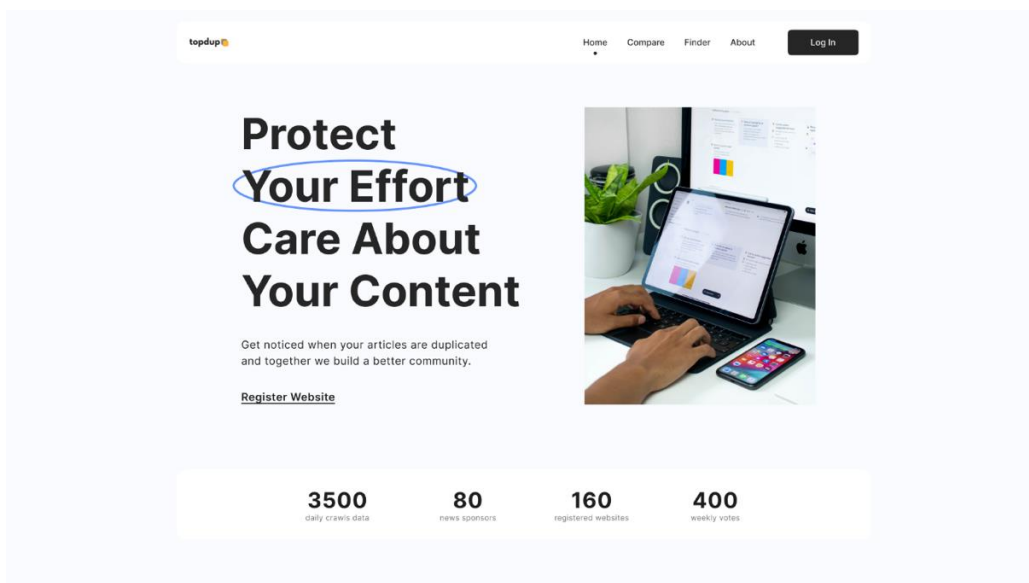 topdup
Home Compare Finder About Log In
Protect
Your Effort
Care About
Your Content
Get noticed when your articles are duplicated
and together we build a better community.
Register Website
3500 80 160 400
daily crawls data news sponsors registered websites weekly votes